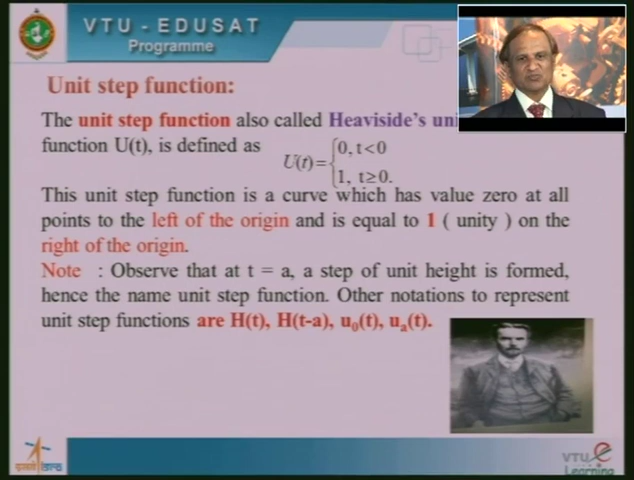 VTU - EDUSAT
Programme
Unit step function:
The unit step function also called Heaviside's uni
function U(t), is defined as
U(t)={0, t<0
1, t≥0.
This unit step function is a curve which has value zero at all
points to the left of the origin and is equal to 1 ( unity ) on the
right of the origin.
Note : Observe that at t = a, a step of unit height is formed,
hence the name unit step function. Other notations to represent
unit step functions are H(t), H(t-a), u₀(t), uₐ(t).
इसरो isro
VTU e
Learning